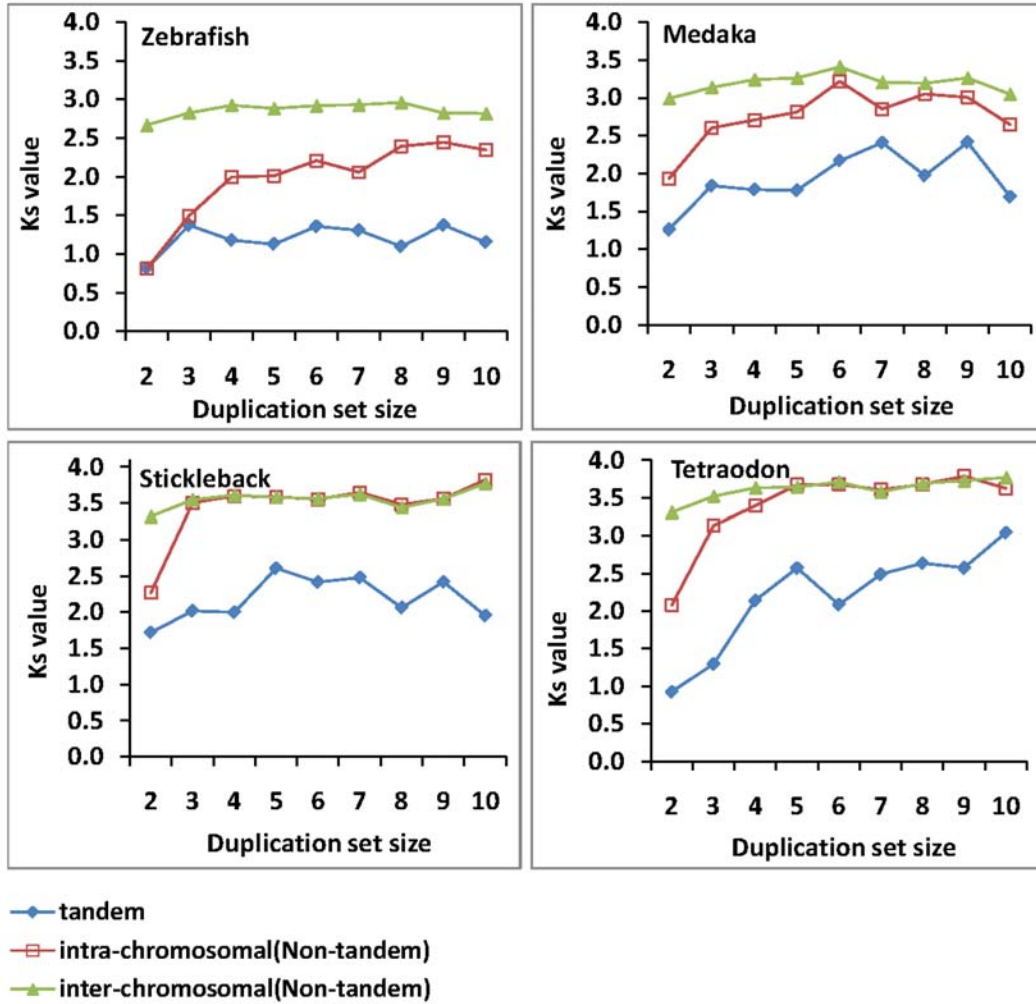 Zebrafish
4.0
3.5
3.0
2.5
2.0
1.5
1.0
0.5
0.0
Ks value
2 3 4 5 6 7 8 9 10
Duplication set size
Medaka
4.0
3.5
3.0
2.5
2.0
1.5
1.0
0.5
0.0
Ks value
2 3 4 5 6 7 8 9 10
Duplication set size
Stickleback
4.0
3.5
3.0
2.5
2.0
1.5
1.0
0.5
0.0
Ks value
2 3 4 5 6 7 8 9 10
Duplication set size
Tetraodon
4.0
3.5
3.0
2.5
2.0
1.5
1.0
0.5
0.0
Ks value
2 3 4 5 6 7 8 9 10
Duplication set size
tandem
intra-chromosomal(Non-tandem)
inter-chromosomal(Non-tandem)